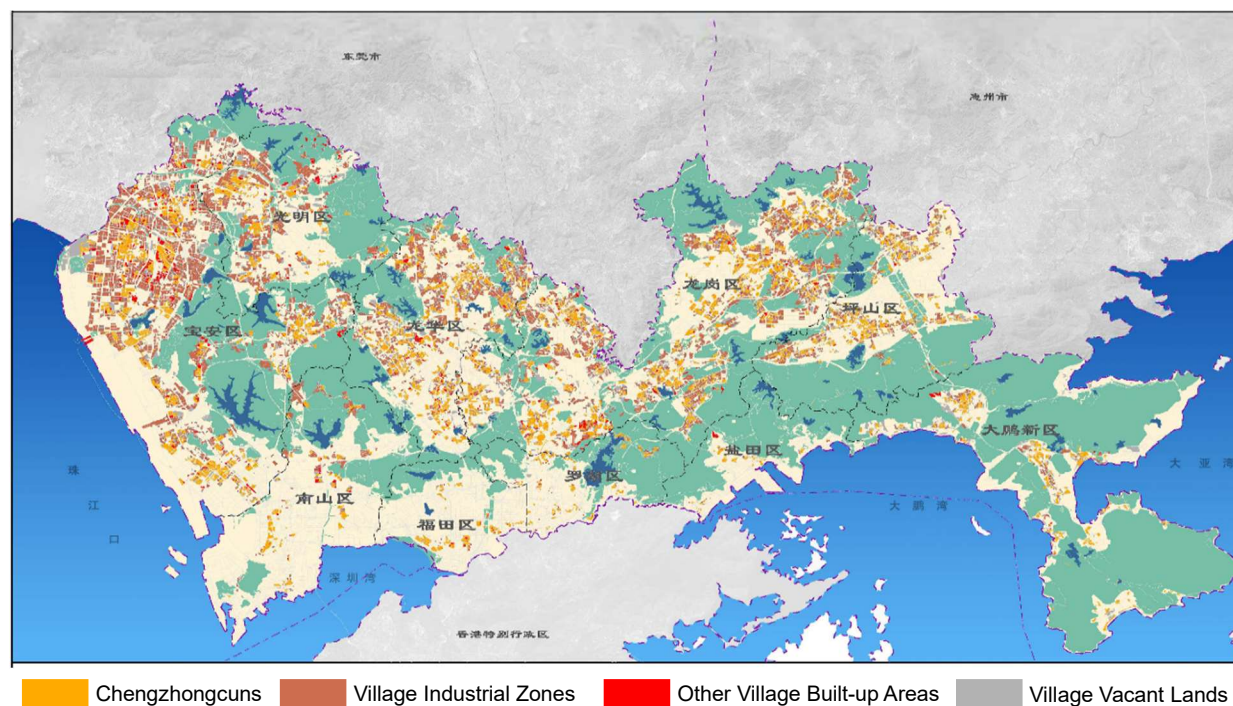 东莞市
惠州市
光明区
龙岗区
坪山区
宝安区
龙华区
大鹏新区
盐田区
大亚湾
珠江口
罗湖区
南山区
大鹏湾
福田区
深圳湾
香港特别行政区
Chengzhongcuns
Village Industrial Zones
Other Village Built-up Areas
Village Vacant Lands